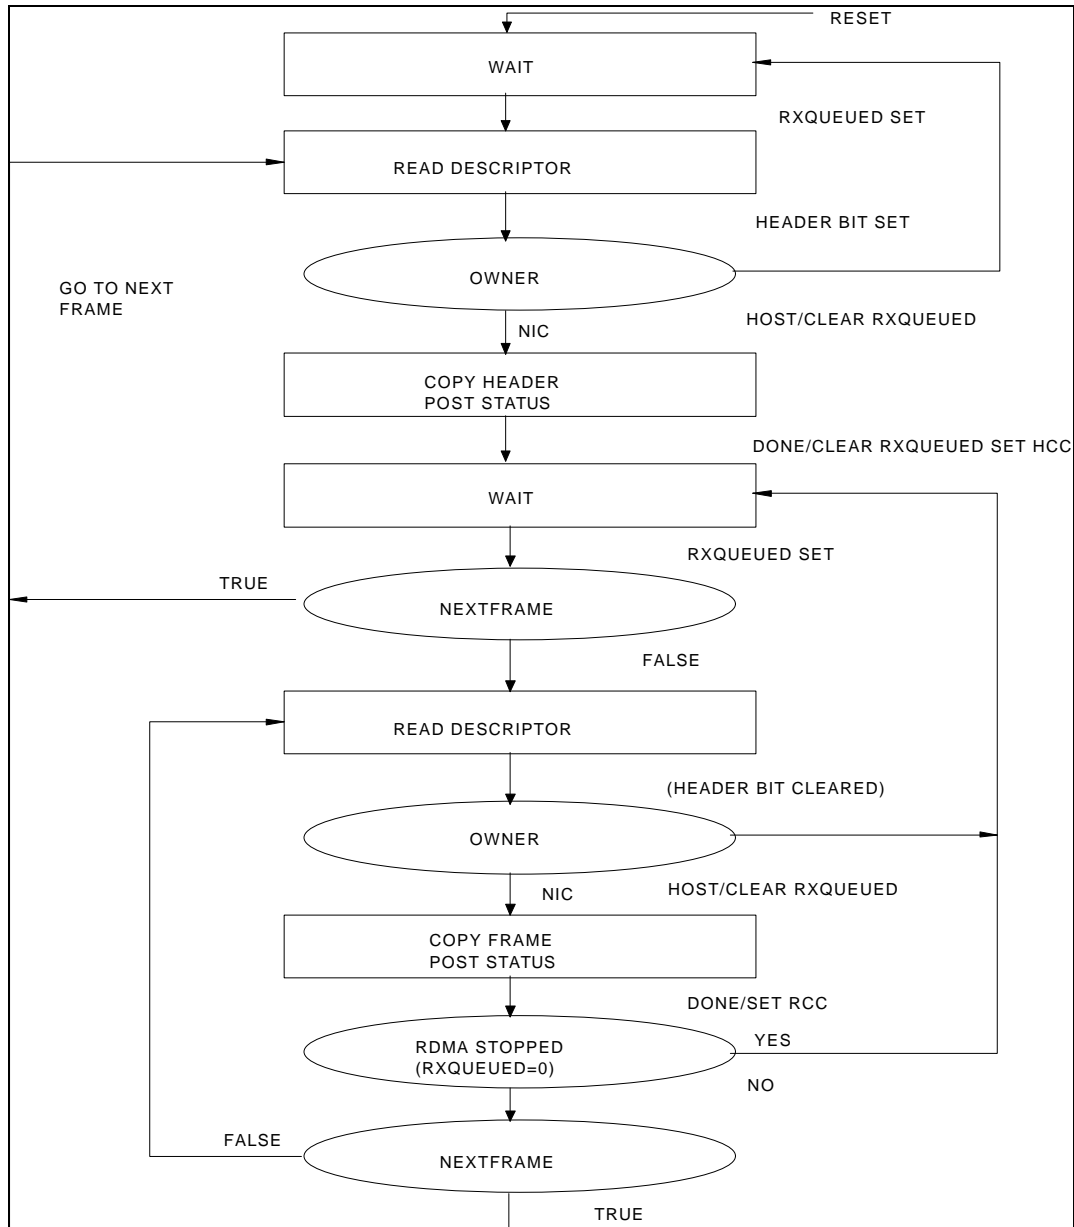 RESET
WAIT
RXQUEUED SET
READ DESCRIPTOR
HEADER BIT SET
OWNER
GO TO NEXT
FRAME
HOST/CLEAR RXQUEUED
NIC
COPY HEADER
POST STATUS
DONE/CLEAR RXQUEUED SET HCC
WAIT
RXQUEUED SET
TRUE
NEXTFRAME
FALSE
READ DESCRIPTOR
(HEADER BIT CLEARED)
OWNER
HOST/CLEAR RXQUEUED
NIC
COPY FRAME
POST STATUS
DONE/SET RCC
RDMA STOPPED
(RXQUEUED=0)
YES
NO
FALSE
NEXTFRAME
TRUE